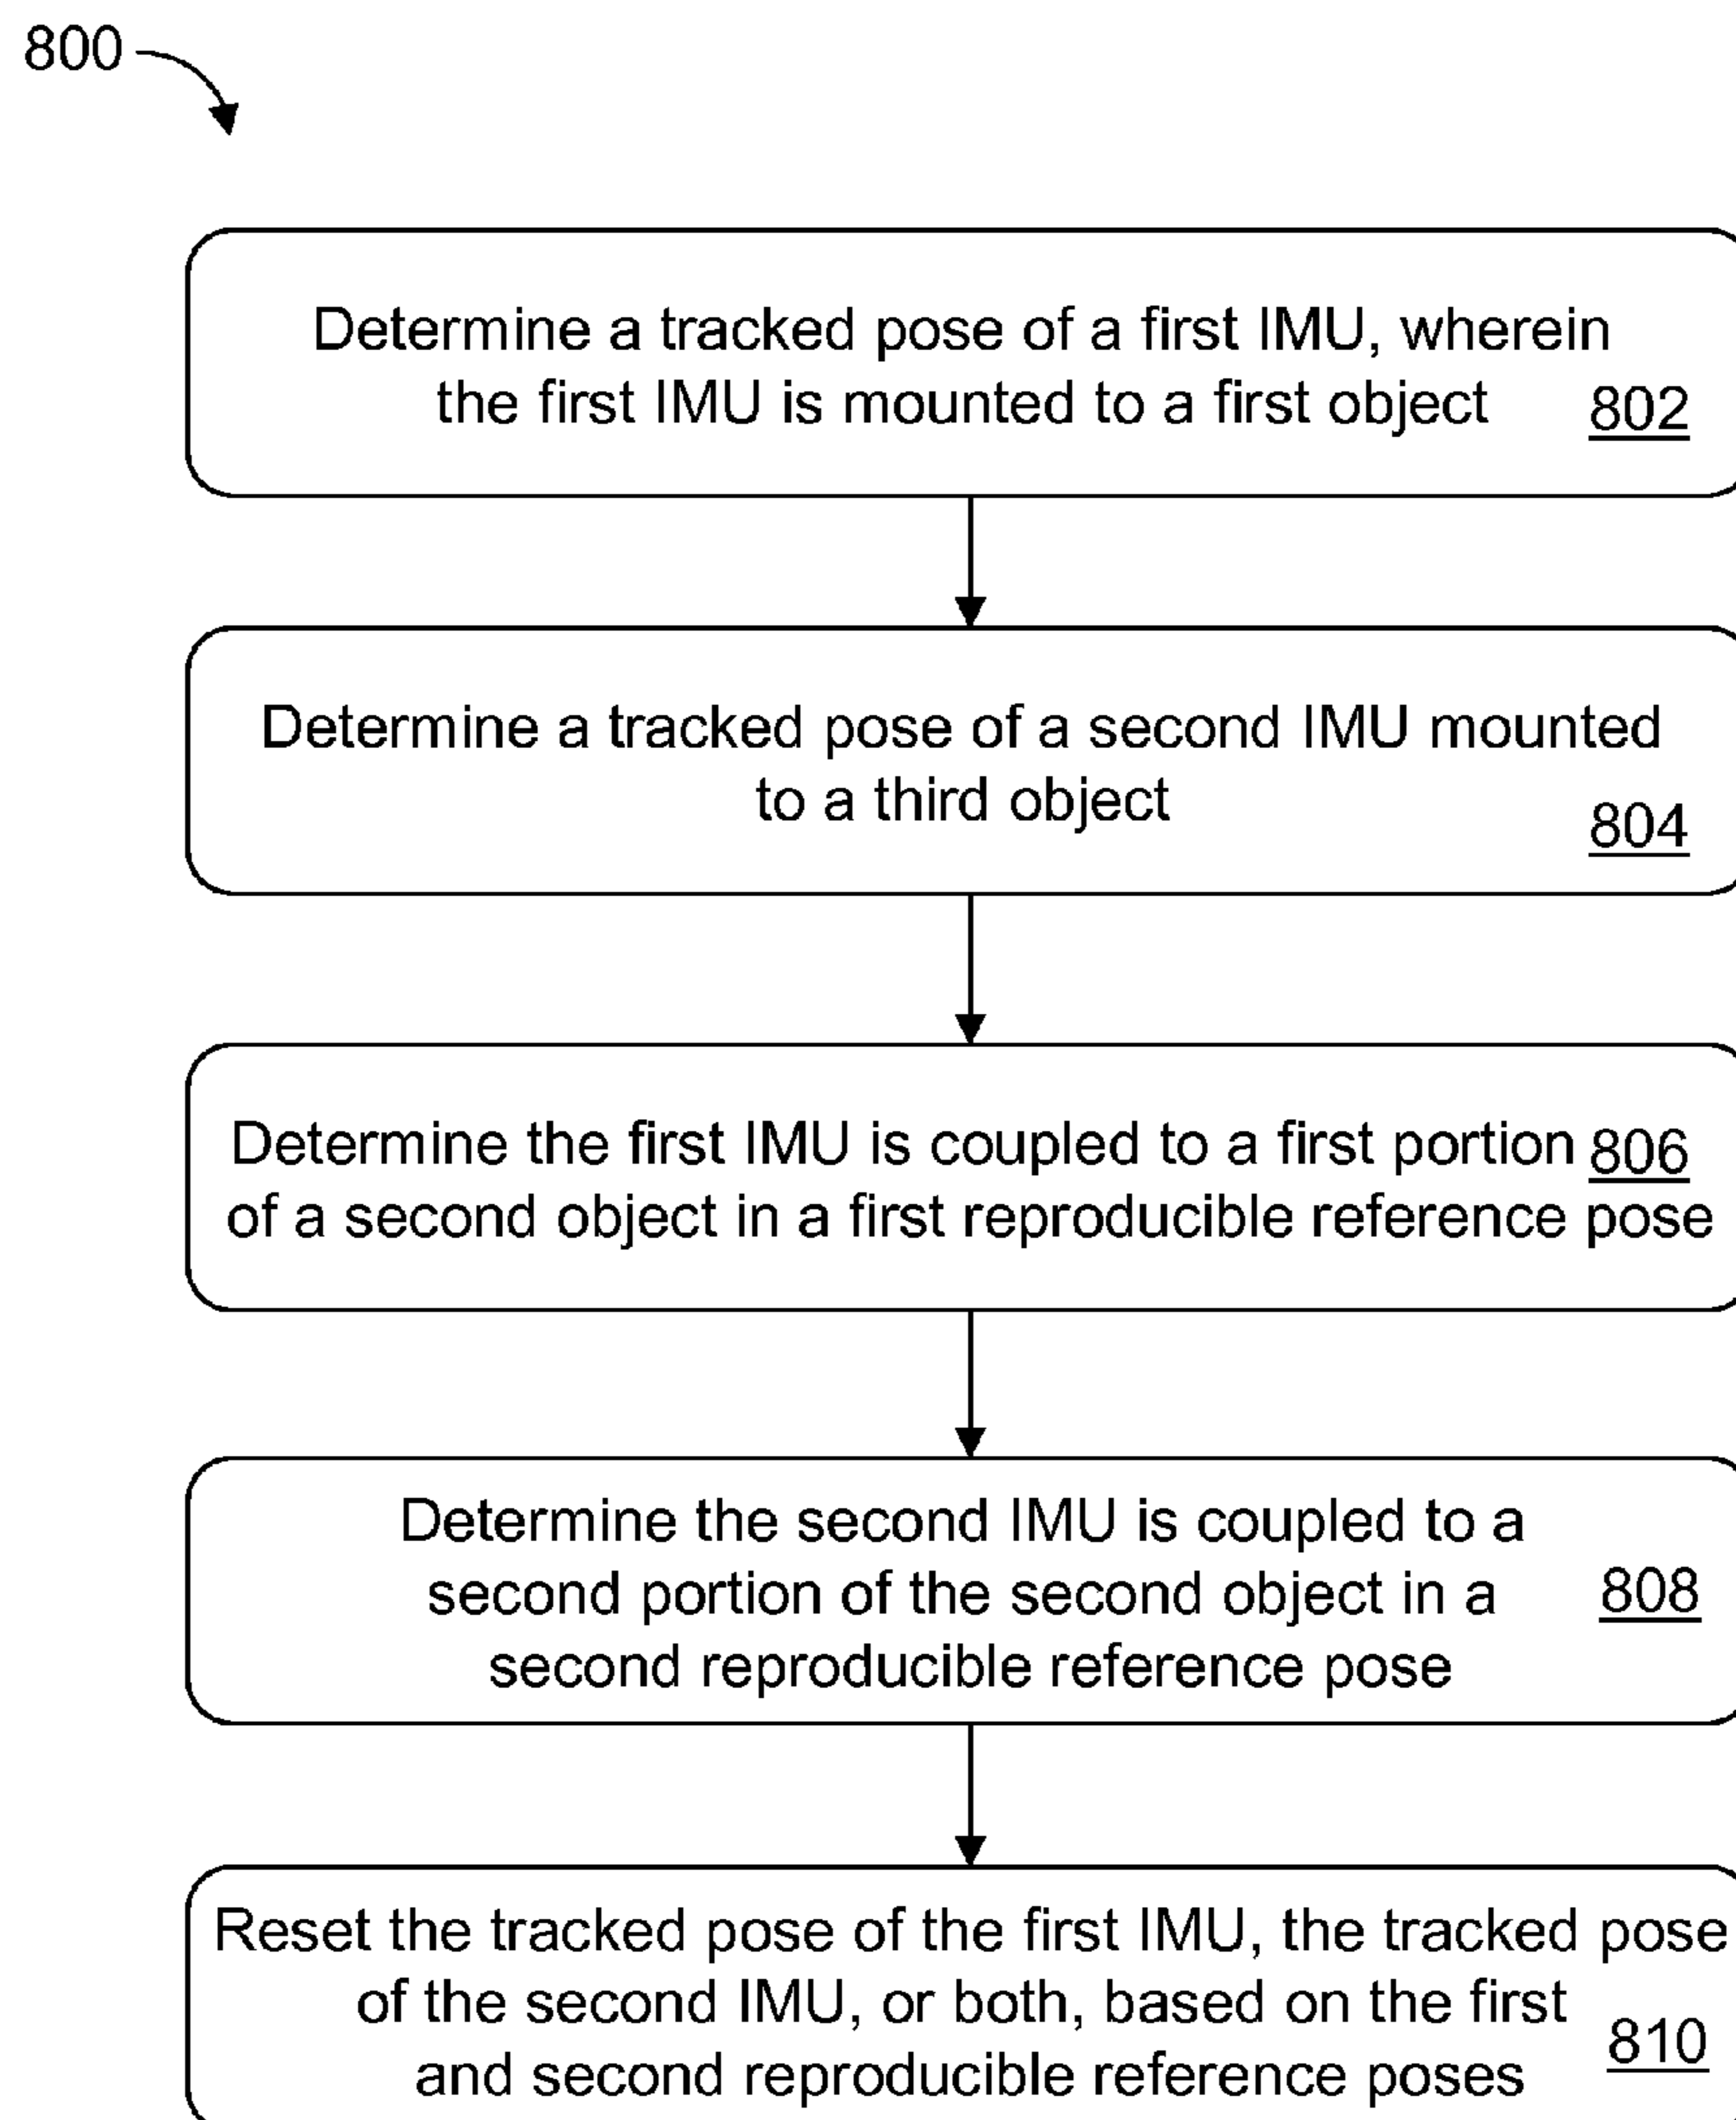 800
Determine a tracked pose of a first IMU, wherein
the first IMU is mounted to a first object
802
Determine a tracked pose of a second IMU mounted
to a third object
804
Determine the first IMU is coupled to a first portion 806
of a second object in a first reproducible reference pose
Determine the second IMU is coupled to a
second portion of the second object in a
808
second reproducible reference pose
Reset the tracked pose of the first IMU, the tracked pose
of the second IMU, or both, based on the first
810
and second reproducible reference poses